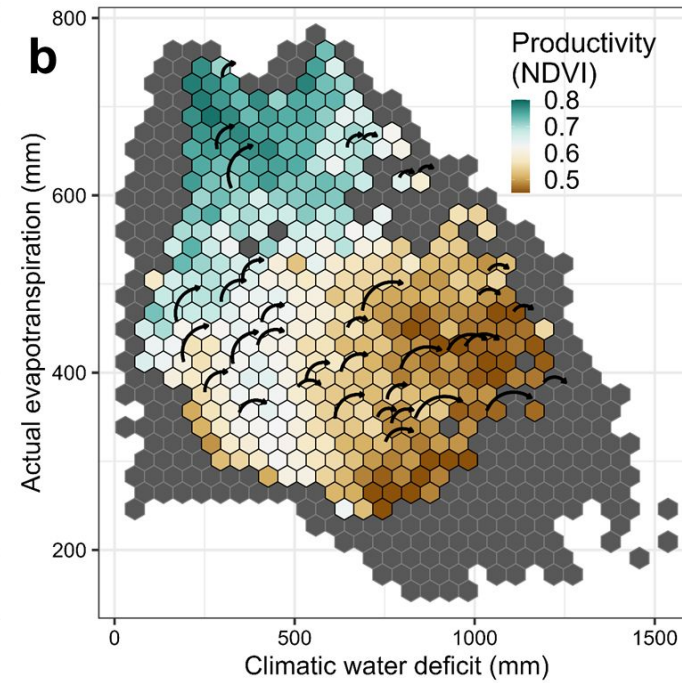 b
Productivity
(NDVI)
0.8
0.7
0.6
0.5
800
600
400
200
Actual evapotranspiration (mm)
0 500 1000 1500
Climatic water deficit (mm)